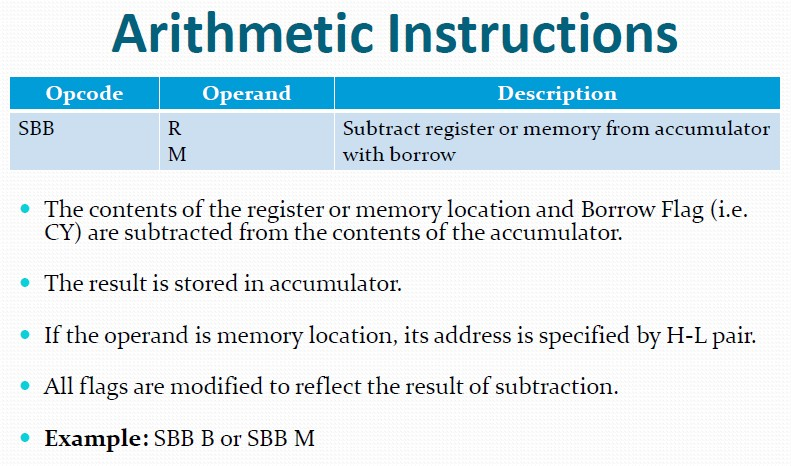 Arithmetic Instructions
Opcode Operand Description
SBB R Subtract register or memory from accumulator
M with borrow
• The contents of the register or memory location and Borrow Flag (i.e.
CY) are subtracted from the contents of the accumulator.
• The result is stored in accumulator.
• If the operand is memory location, its address is specified by H-L pair.
• All flags are modified to reflect the result of subtraction.
• Example: SBB B or SBB M